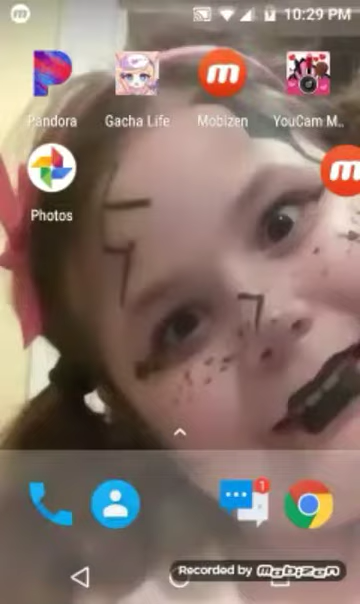 10:29 PM
Pandora
Gacha Life
Mobizen
YouCam M..
Photos
1
Recorded by mobizen